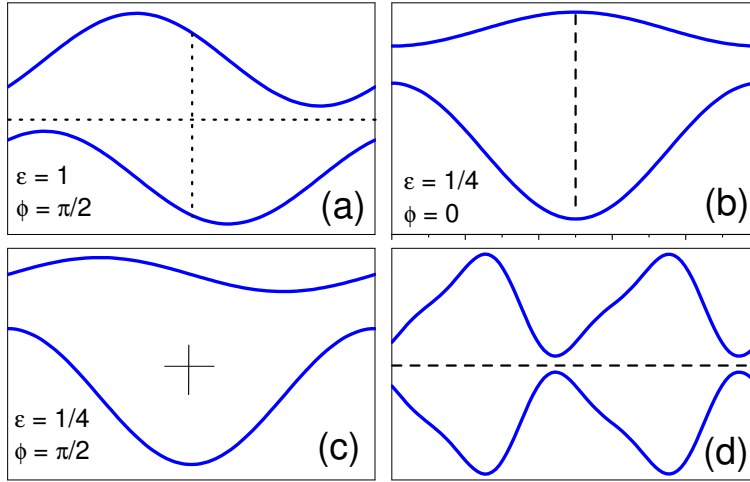 ε = 1
ϕ = π/2
(a)
ε = 1/4
ϕ = 0
(b)
ε = 1/4
ϕ = π/2
(c)
(d)